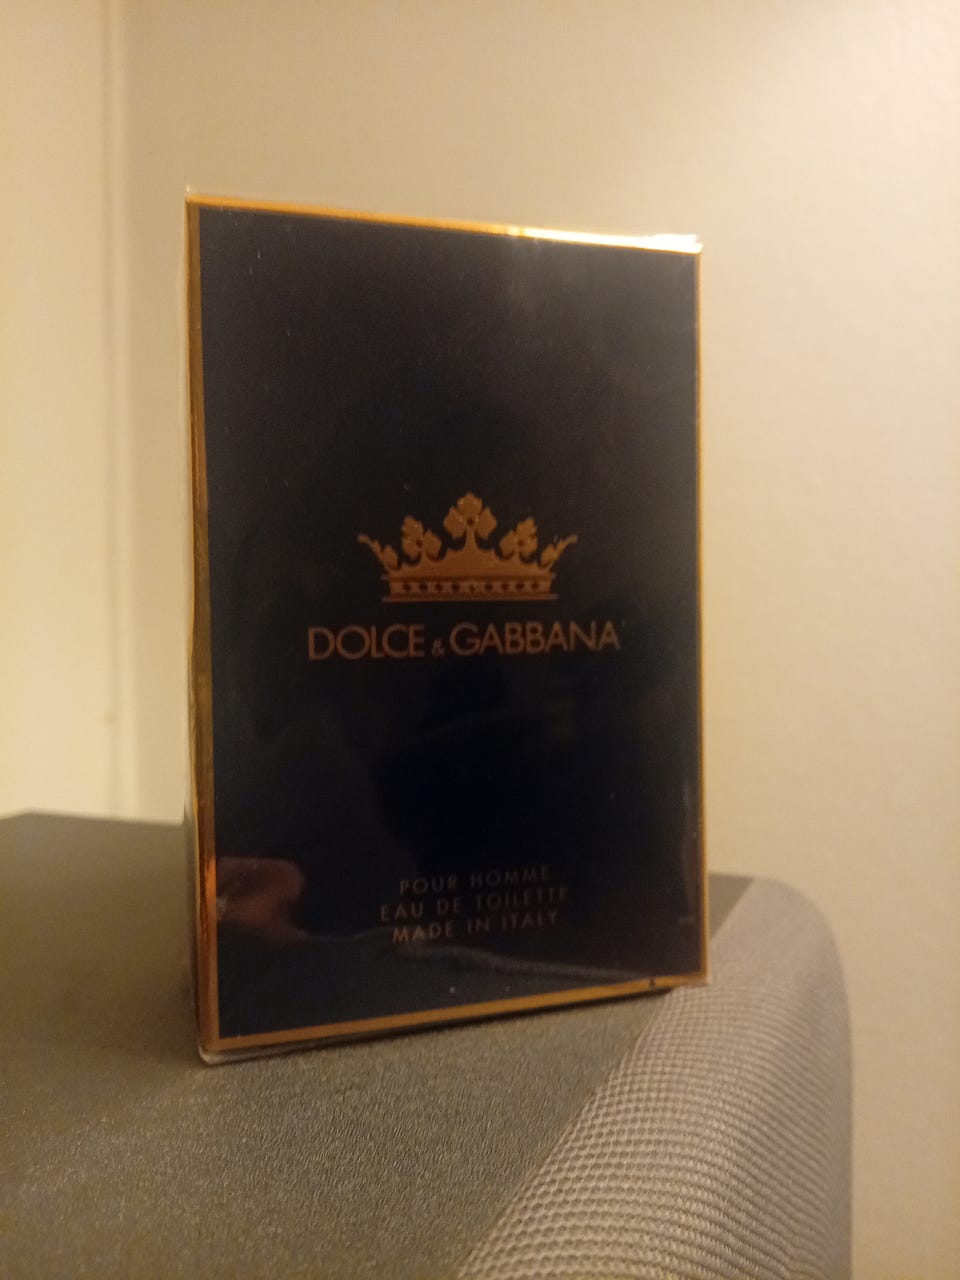 DOLCE & GABBANA
POUR HOMME
EAU DE TOILETTE
MADE IN ITALY